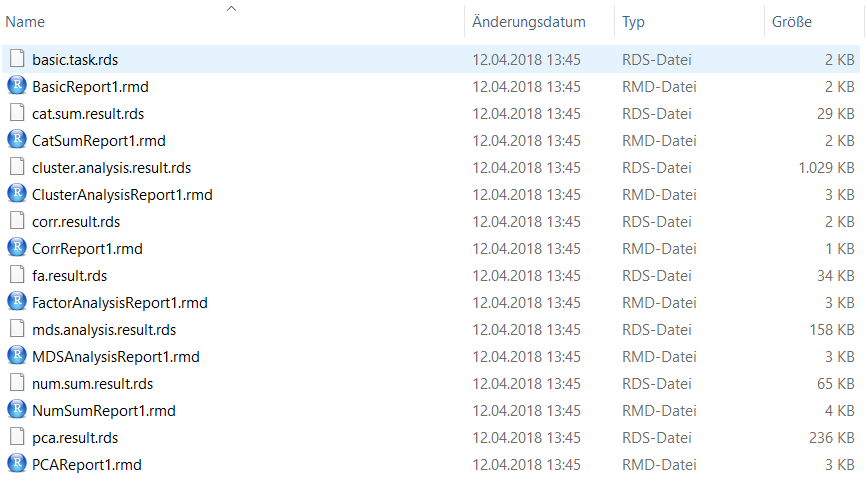 Name Änderungsdatum Typ Größe
basic.task.rds 12.04.2018 13:45 RDS-Datei 2 KB
BasicReport1.rmd 12.04.2018 13:45 RMD-Datei 2 KB
cat.sum.result.rds 12.04.2018 13:45 RDS-Datei 29 KB
CatSumReport1.rmd 12.04.2018 13:45 RMD-Datei 2 KB
cluster.analysis.result.rds 12.04.2018 13:45 RDS-Datei 1.029 KB
ClusterAnalysisReport1.rmd 12.04.2018 13:45 RMD-Datei 3 KB
corr.result.rds 12.04.2018 13:45 RDS-Datei 2 KB
CorrReport1.rmd 12.04.2018 13:45 RMD-Datei 1 KB
fa.result.rds 12.04.2018 13:45 RDS-Datei 34 KB
FactorAnalysisReport1.rmd 12.04.2018 13:45 RMD-Datei 3 KB
mds.analysis.result.rds 12.04.2018 13:45 RDS-Datei 158 KB
MDSAnalysisReport1.rmd 12.04.2018 13:45 RMD-Datei 3 KB
num.sum.result.rds 12.04.2018 13:45 RDS-Datei 65 KB
NumSumReport1.rmd 12.04.2018 13:45 RMD-Datei 4 KB
pca.result.rds 12.04.2018 13:45 RDS-Datei 236 KB
PCAReport1.rmd 12.04.2018 13:45 RMD-Datei 3 KB